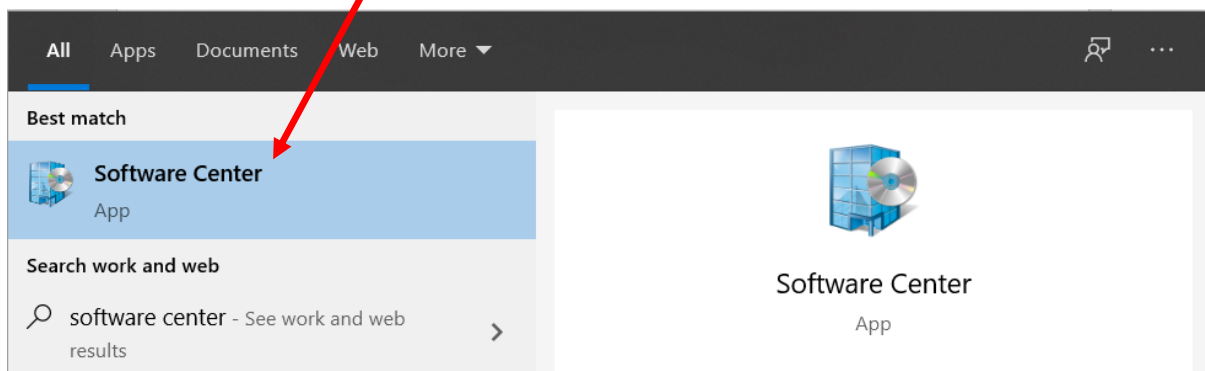 All Apps Documents Web More
Best match
Software Center
App
Search work and web
software center - See work and web
results
Software Center
App